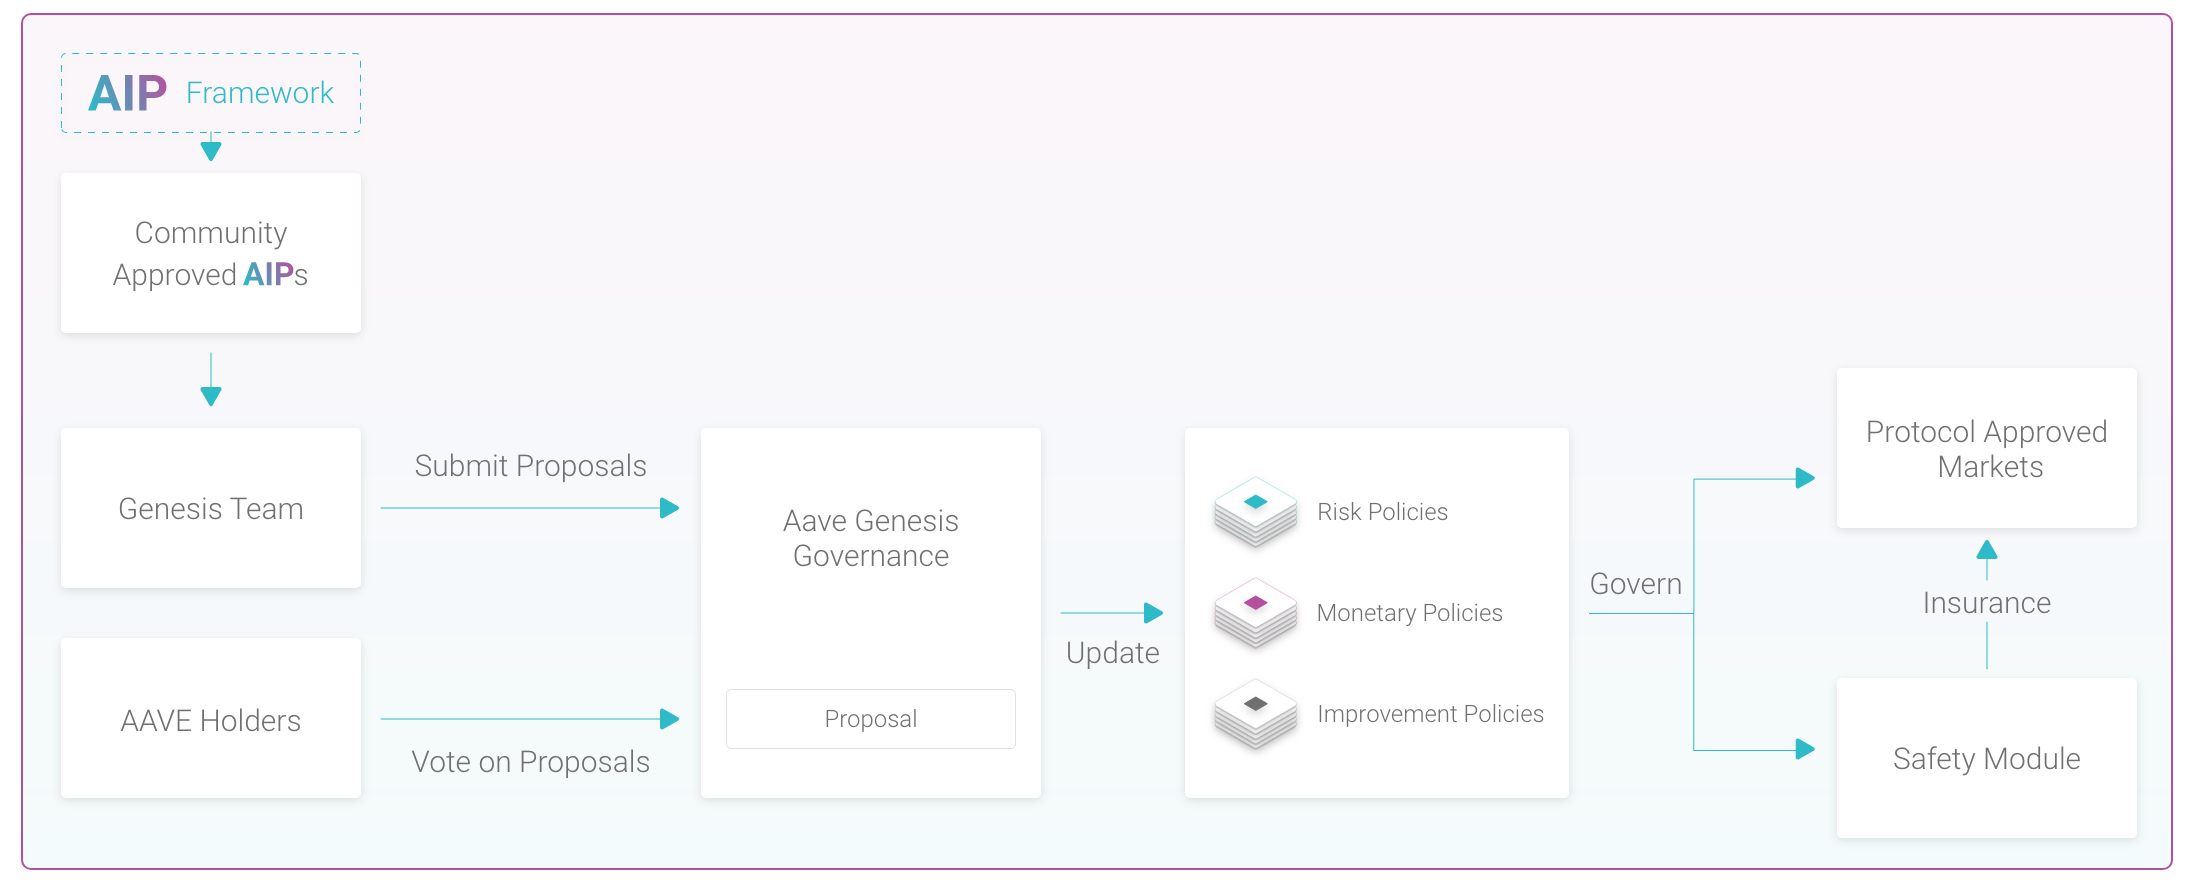 AIP Framework
Community
Approved AIPs
Genesis Team
Submit Proposals
AAVE Holders
Vote on Proposals
Aave Genesis
Governance
Proposal
Update
Risk Policies
Monetary Policies
Improvement Policies
Govern
Protocol Approved
Markets
Insurance
Safety Module